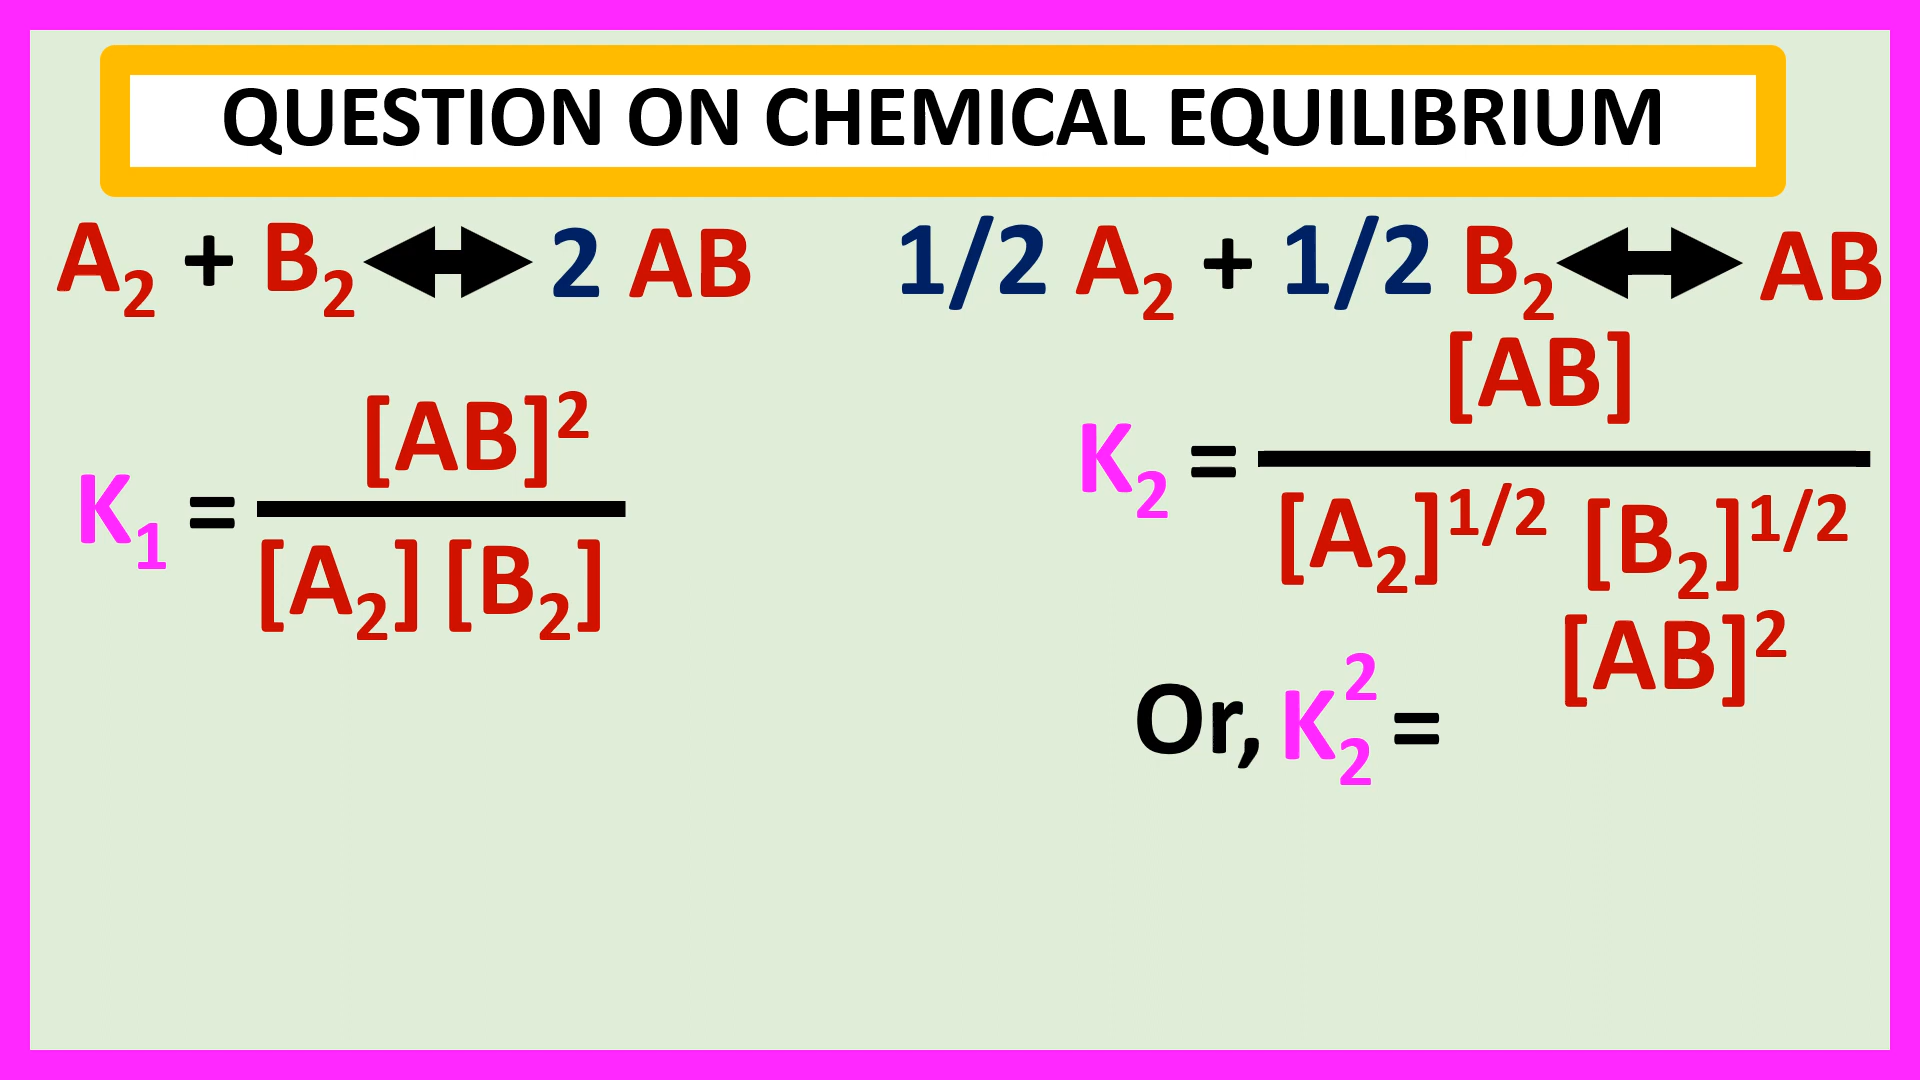 QUESTION ON CHEMICAL EQUILIBRIUM
A₂ + B₂ ⟷ 2 AB
K₁ = [AB]² / [A₂] [B₂]
1/2 A₂ + 1/2 B₂ ⟷ AB
K₂ = [AB] / [A₂]^1/2 [B₂]^1/2
Or, K₂² = [AB]²